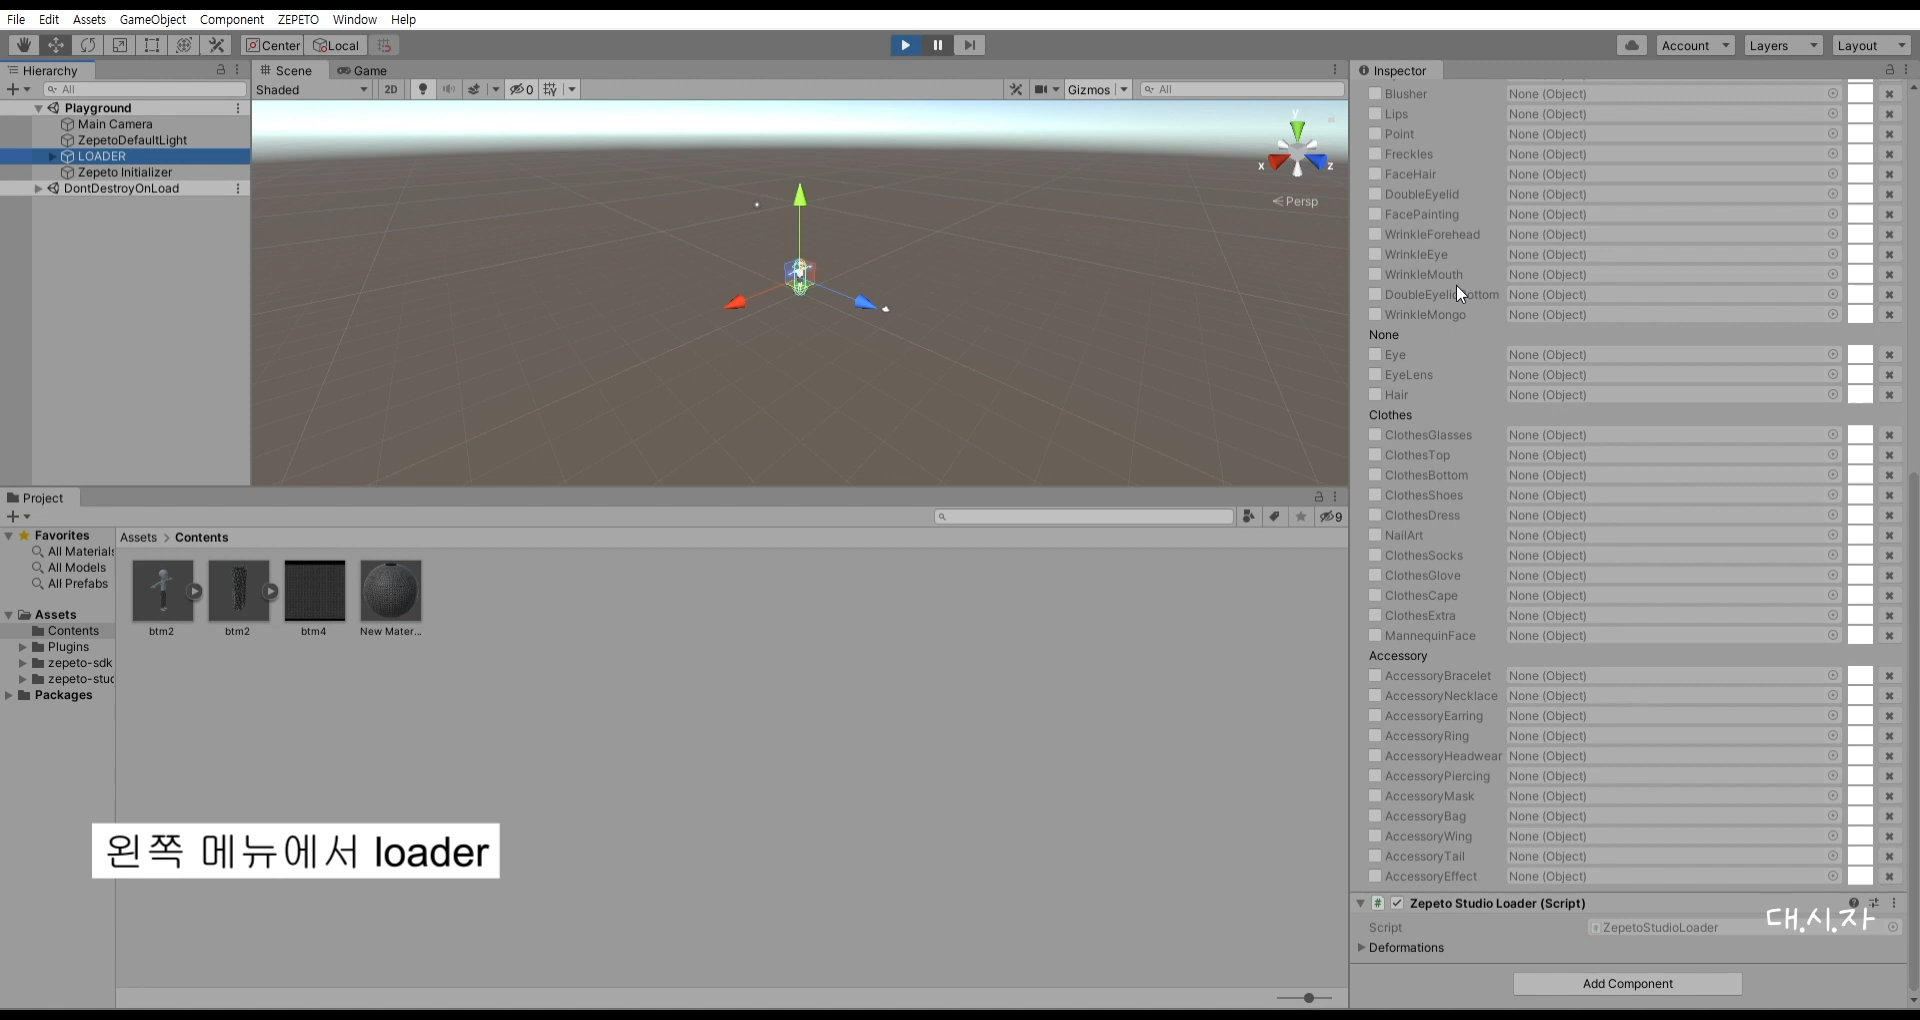 File Edit Assets GameObject Component ZEPETO Window Help
Center Local Account Layers Layout
Hierarchy
All
Playground
Main Camera
ZepetoDefaultLight
LOADER
Zepeto Initializer
DontDestroyOnLoad
Scene Game
Shaded 2D 0 Gizmos All
y
x z
Persp
Project
9
Favorites
All Materials
All Models
All Prefabs
Assets
Contents
Plugins
zepeto-sdk
zepeto-stud
Packages
Assets > Contents
btm2 btm2 btm4 New Mater...
왼쪽 메뉴에서 loader
Inspector
Blusher None (Object)
Lips None (Object)
Point None (Object)
Freckles None (Object)
FaceHair None (Object)
DoubleEyelid None (Object)
FacePainting None (Object)
WrinkleForehead None (Object)
WrinkleEye None (Object)
WrinkleMouth None (Object)
DoubleEyelidBottom None (Object)
WrinkleMongo None (Object)
None
Eye None (Object)
EyeLens None (Object)
Hair None (Object)
Clothes
ClothesGlasses None (Object)
ClothesTop None (Object)
ClothesBottom None (Object)
ClothesShoes None (Object)
ClothesDress None (Object)
NailArt None (Object)
ClothesSocks None (Object)
ClothesGlove None (Object)
ClothesCape None (Object)
ClothesExtra None (Object)
MannequinFace None (Object)
Accessory
AccessoryBracelet None (Object)
AccessoryNecklace None (Object)
AccessoryEarring None (Object)
AccessoryRing None (Object)
AccessoryHeadwear None (Object)
AccessoryPiercing None (Object)
AccessoryMask None (Object)
AccessoryBag None (Object)
AccessoryWing None (Object)
AccessoryTail None (Object)
AccessoryEffect None (Object)
# Zepeto Studio Loader (Script)
대.시.자
Script ZepetoStudioLoader
Deformations
Add Component